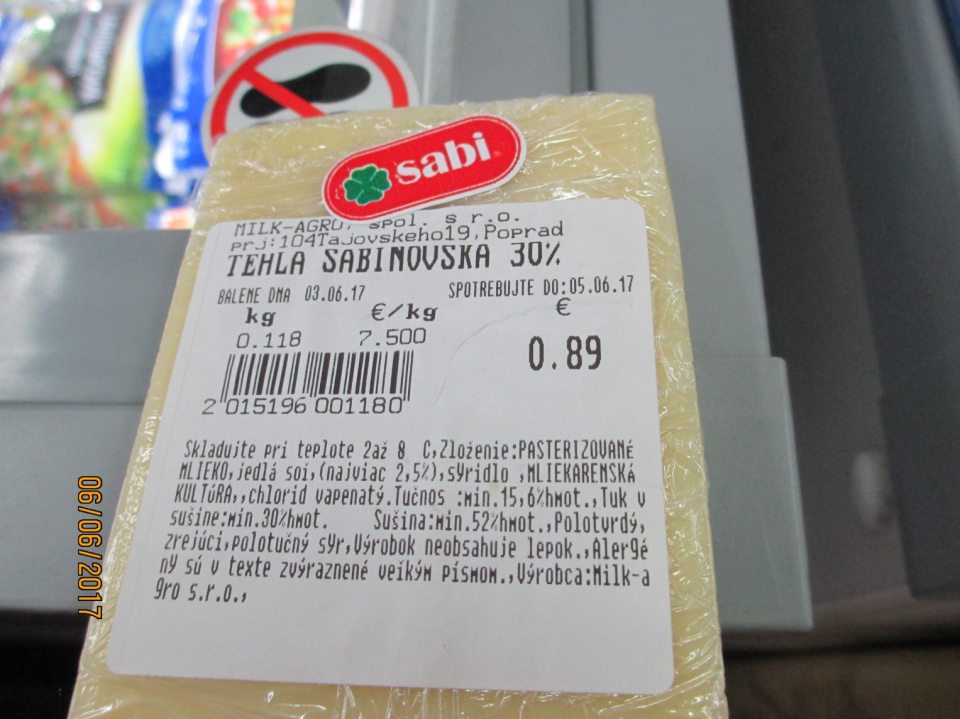 sabi
MILK-AGRO, spol. s r.o.
prj:104Tajovskeho19,Poprad
TEHLA SABINOVSKA 30%
BALENE DNA 03.06.17 SPOTREBUJTE DO:05.06.17
kg €/kg €
0.118 7.500 0.89
2 015196 001180
Skladujte pri teplote 2až 8 C,Zloženie:PASTERIZOVANÉ
MLIEKO,jedlá soľ,(najviac 2,5%),syridlo ,MLIEKARENSKÁ
KULTÚRA,,chlorid vapenatý.Tučnos :min.15,6%hmot.,Tuk v
sušine:min.30%hmot. Sušina:min.52%hmot.,Polotvrdý,
zrejúci,polotučný syr,Výrobok neobsahuje lepok.,Alergé
ny sú v texte zvýraznené veľkým písmom.,Výrobca:Milk-a
gro s.r.o.,
06/06/2017